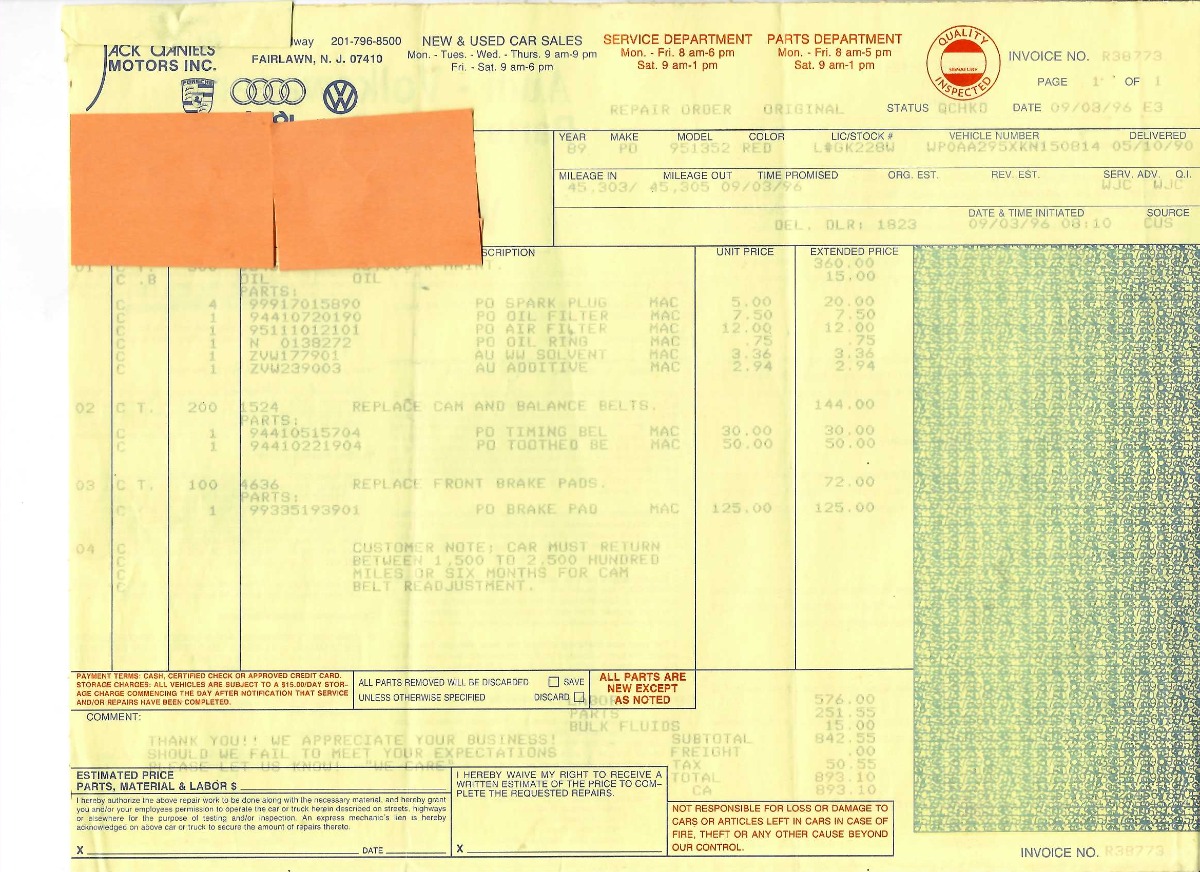 JACK DANIELS MOTORS INC.
201-796-8500
FAIRLAWN, N. J. 07410
NEW & USED CAR SALES
Mon. - Tues. - Wed. - Thurs. 9 am-9 pm
Fri. - Sat. 9 am-6 pm
SERVICE DEPARTMENT
Mon. - Fri. 8 am-6 pm
Sat. 9 am-1 pm
PARTS DEPARTMENT
Mon. - Fri. 8 am-5 pm
Sat. 9 am-1 pm
QUALITY INSPECTED
INVOICE NO. R38773
PAGE 1 OF 1
PORSCHE
REPAIR ORDER ORIGINAL STATUS QCHKD DATE 09/03/96 E3
YEAR MAKE MODEL COLOR LIC/STOCK # VEHICLE NUMBER DELIVERED
89 PO 951352 RED L#GK228W WP0AA295XKN150814 05/10/90
MILEAGE IN MILEAGE OUT TIME PROMISED ORG. EST. REV. EST. SERV. ADV. Q.I.
45,303/ 45,305 09/03/96 WJC WJC
DATE & TIME INITIATED SOURCE
DEL. DLR: 1823 09/03/96 08:10 CUS
UNIT PRICE EXTENDED PRICE
360.00
C .8 OIL OIL 15.00
PARTS:
C 4 99917015890 PO SPARK PLUG MAC 5.00 20.00
C 1 94410720190 PO OIL FILTER MAC 7.50 7.50
C 1 95111012101 PO AIR FILTER MAC 12.00 12.00
C 1 N 0138272 PO OIL RING MAC .75 .75
C 1 ZVW177901 AU WW SOLVENT MAC 3.36 3.36
C 1 ZVW239003 AU ADDITIVE MAC 2.94 2.94
02 C T. 200 1524 REPLACE CAM AND BALANCE BELTS. 144.00
PARTS:
C 1 94410515704 PO TIMING BEL MAC 30.00 30.00
C 1 94410221904 PO TOOTHED BE MAC 50.00 50.00
03 C T. 100 4636 REPLACE FRONT BRAKE PADS. 72.00
PARTS:
C 1 99335193901 PO BRAKE PAD MAC 125.00 125.00
04 C CUSTOMER NOTE; CAR MUST RETURN
C BETWEEN 1,500 TO 2,500 HUNDRED
C MILES OR SIX MONTHS FOR CAM
C BELT READJUSTMENT.
PAYMENT TERMS: CASH, CERTIFIED CHECK OR APPROVED CREDIT CARD.
STORAGE CHARGES: ALL VEHICLES ARE SUBJECT TO A $15.00/DAY STOR-
AGE CHARGE COMMENCING THE DAY AFTER NOTIFICATION THAT SERVICE
AND/OR REPAIRS HAVE BEEN COMPLETED.
ALL PARTS REMOVED WILL BE DISCARDED SAVE
UNLESS OTHERWISE SPECIFIED DISCARD
ALL PARTS ARE
NEW EXCEPT
AS NOTED
LABOR 576.00
PARTS 251.55
BULK FLUIDS 15.00
SUBTOTAL 842.55
FREIGHT .00
TAX 50.55
TOTAL 893.10
CA 893.10
COMMENT:
THANK YOU!! WE APPRECIATE YOUR BUSINESS!
SHOULD WE FAIL TO MEET YOUR EXPECTATIONS
PLEASE LET US KNOW! "WE CARE"
ESTIMATED PRICE
PARTS, MATERIAL & LABOR $
I hereby authorize the above repair work to be done along with the necessary material, and hereby grant
you and/or your employees permission to operate the car or truck herein described on streets, highways
or elsewhere for the purpose of testing and/or inspection. An express mechanic's lien is hereby
acknowledged on above car or truck to secure the amount of repairs thereto.
X DATE
I HEREBY WAIVE MY RIGHT TO RECEIVE A
WRITTEN ESTIMATE OF THE PRICE TO COM-
PLETE THE REQUESTED REPAIRS.
X
NOT RESPONSIBLE FOR LOSS OR DAMAGE TO
CARS OR ARTICLES LEFT IN CARS IN CASE OF
FIRE, THEFT OR ANY OTHER CAUSE BEYOND
OUR CONTROL.
INVOICE NO. R38773